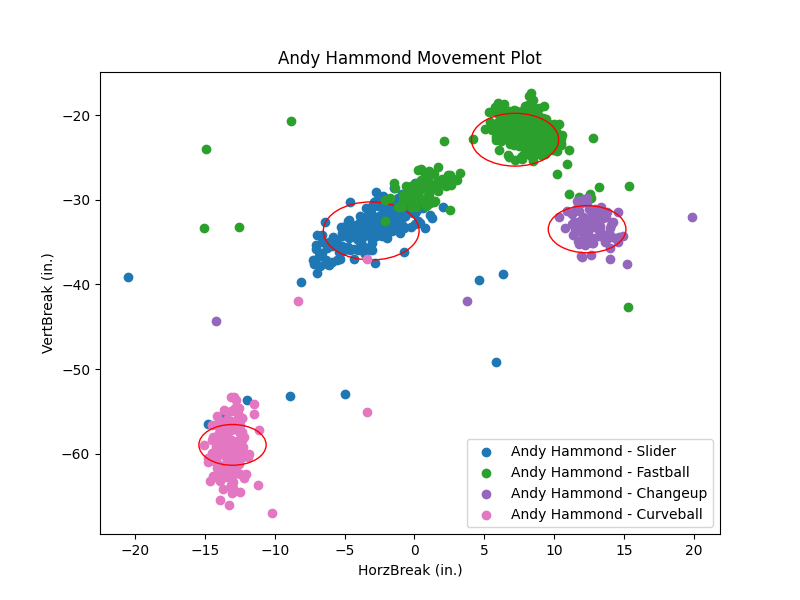 Andy Hammond Movement Plot
VertBreak (in.)
−20
−30
−40
−50
−60
−20
−15
−10
−5
0
5
10
15
20
HorzBreak (in.)
Andy Hammond - Slider
Andy Hammond - Fastball
Andy Hammond - Changeup
Andy Hammond - Curveball